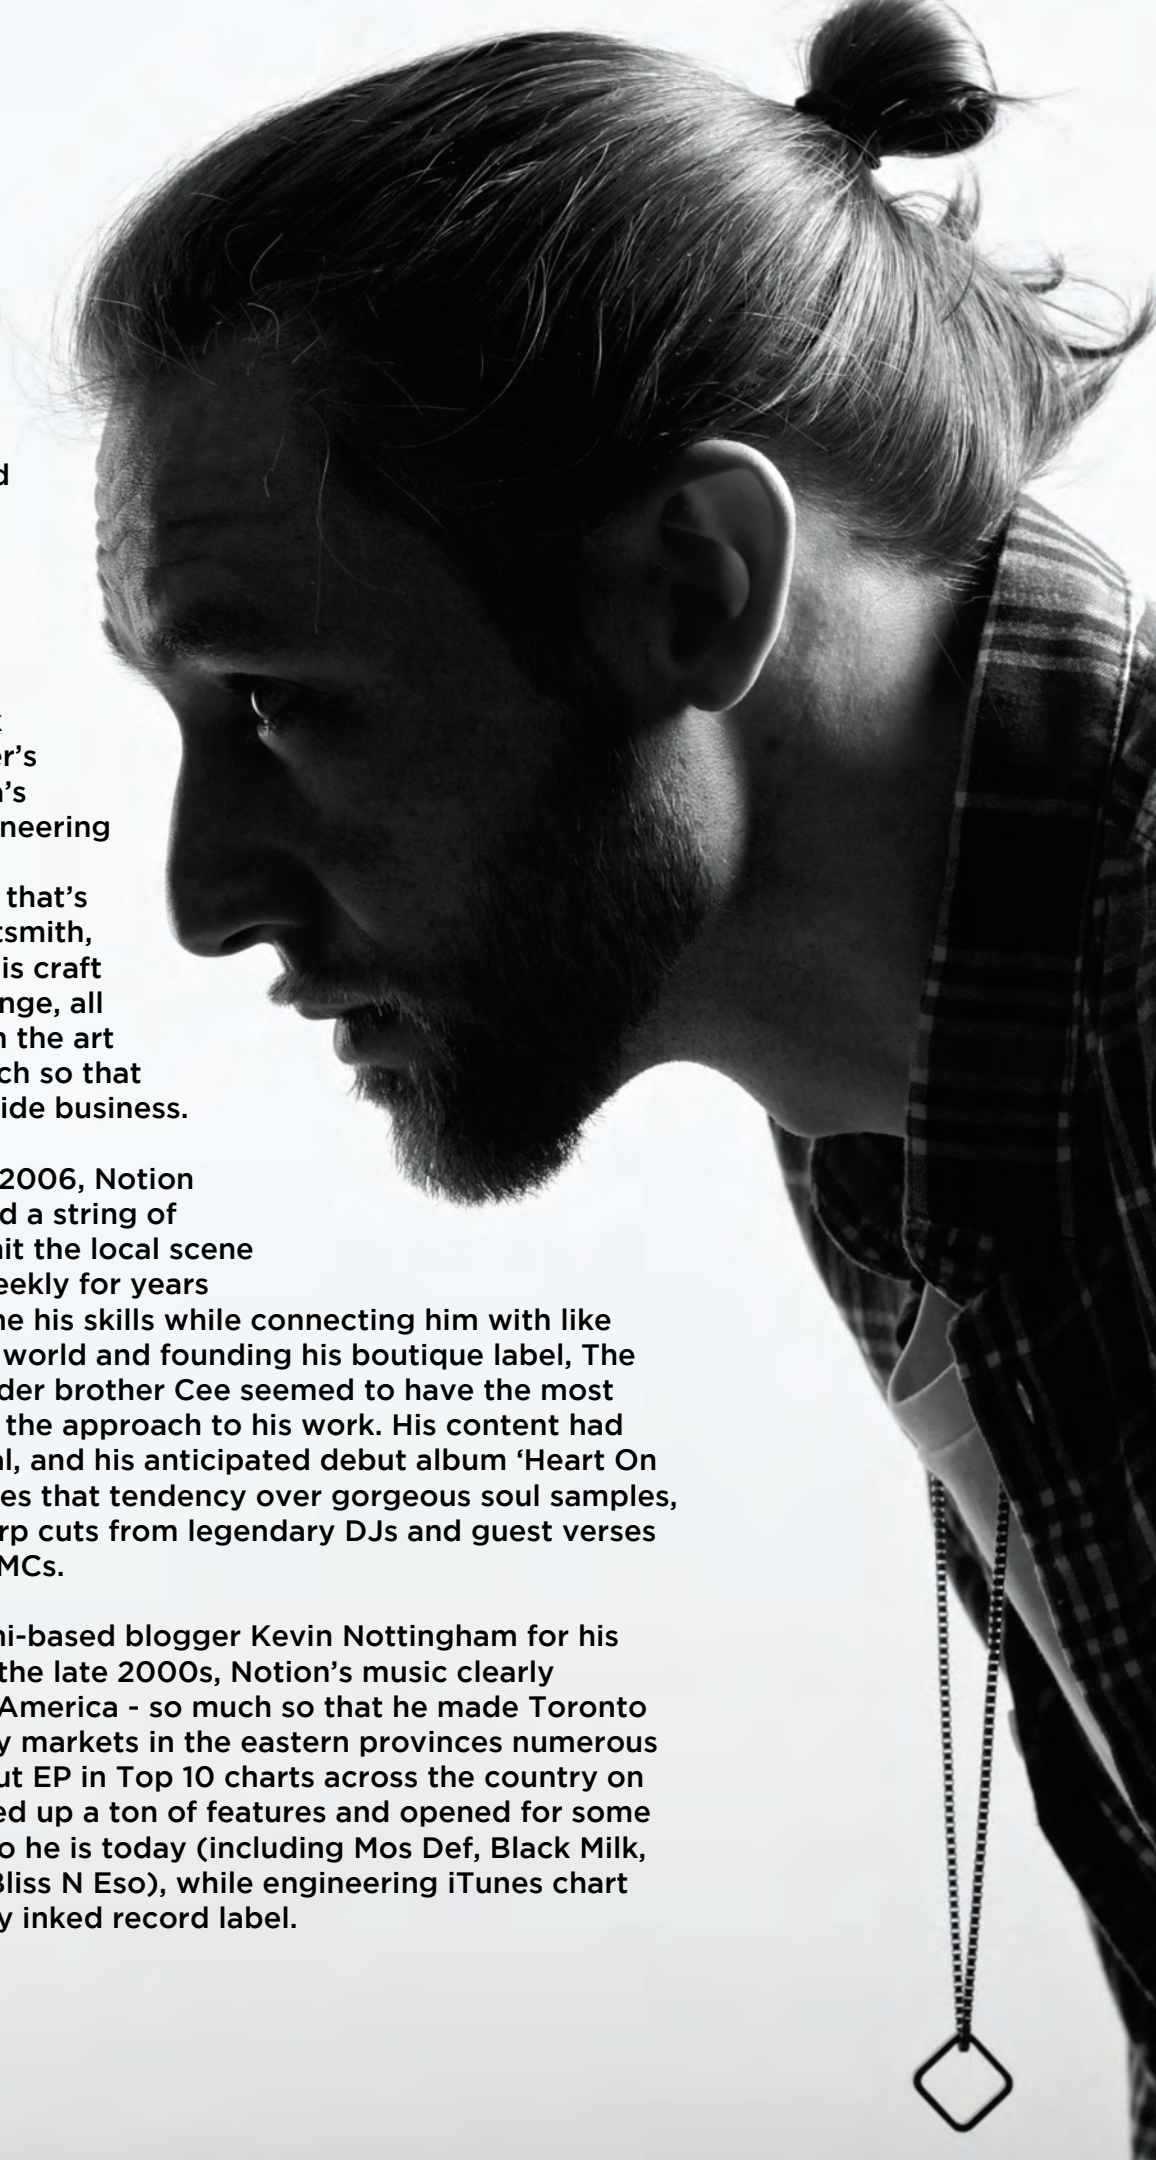 d
er's
n's
neering
that's
tsmith,
is craft
nge, all
n the art
ch so that
ide business.
2006, Notion
d a string of
nit the local scene
eekly for years
ne his skills while connecting him with like
world and founding his boutique label, The
der brother Cee seemed to have the most
the approach to his work. His content had
al, and his anticipated debut album ‘Heart On
es that tendency over gorgeous soul samples,
rp cuts from legendary DJs and guest verses
MCs.
ni-based blogger Kevin Nottingham for his
the late 2000s, Notion's music clearly
America - so much so that he made Toronto
y markets in the eastern provinces numerous
ut EP in Top 10 charts across the country on
ed up a ton of features and opened for some
o he is today (including Mos Def, Black Milk,
Bliss N Eso), while engineering iTunes chart
y inked record label.